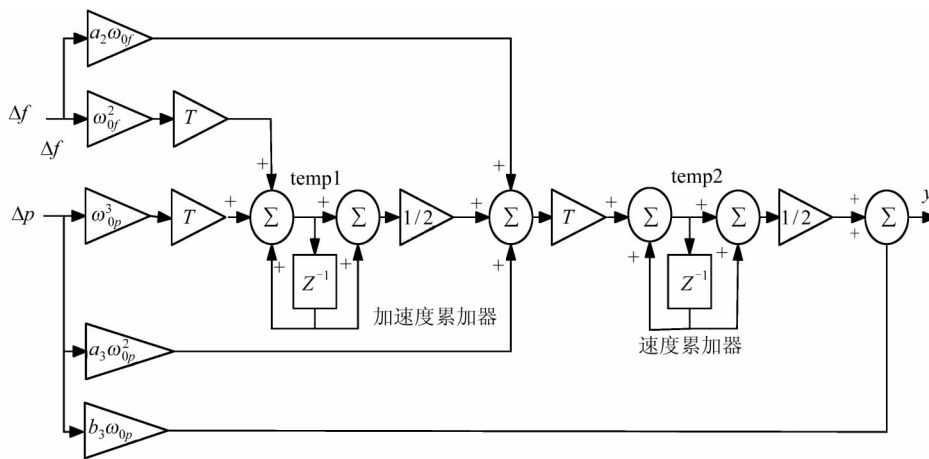 a₂ω₀f
Δf
ω²₀f
T
Δf
+
temp1
temp2
Δp
ω³₀p
T
+
Σ
+
Σ
1/2
+
Σ
+
T
+
Σ
+
Σ
1/2
+
Σ
y
+
+
+
+
+
+
Z⁻¹
Z⁻¹
加速度累加器
速度累加器
a₃ω²₀p
b₃ω₀p